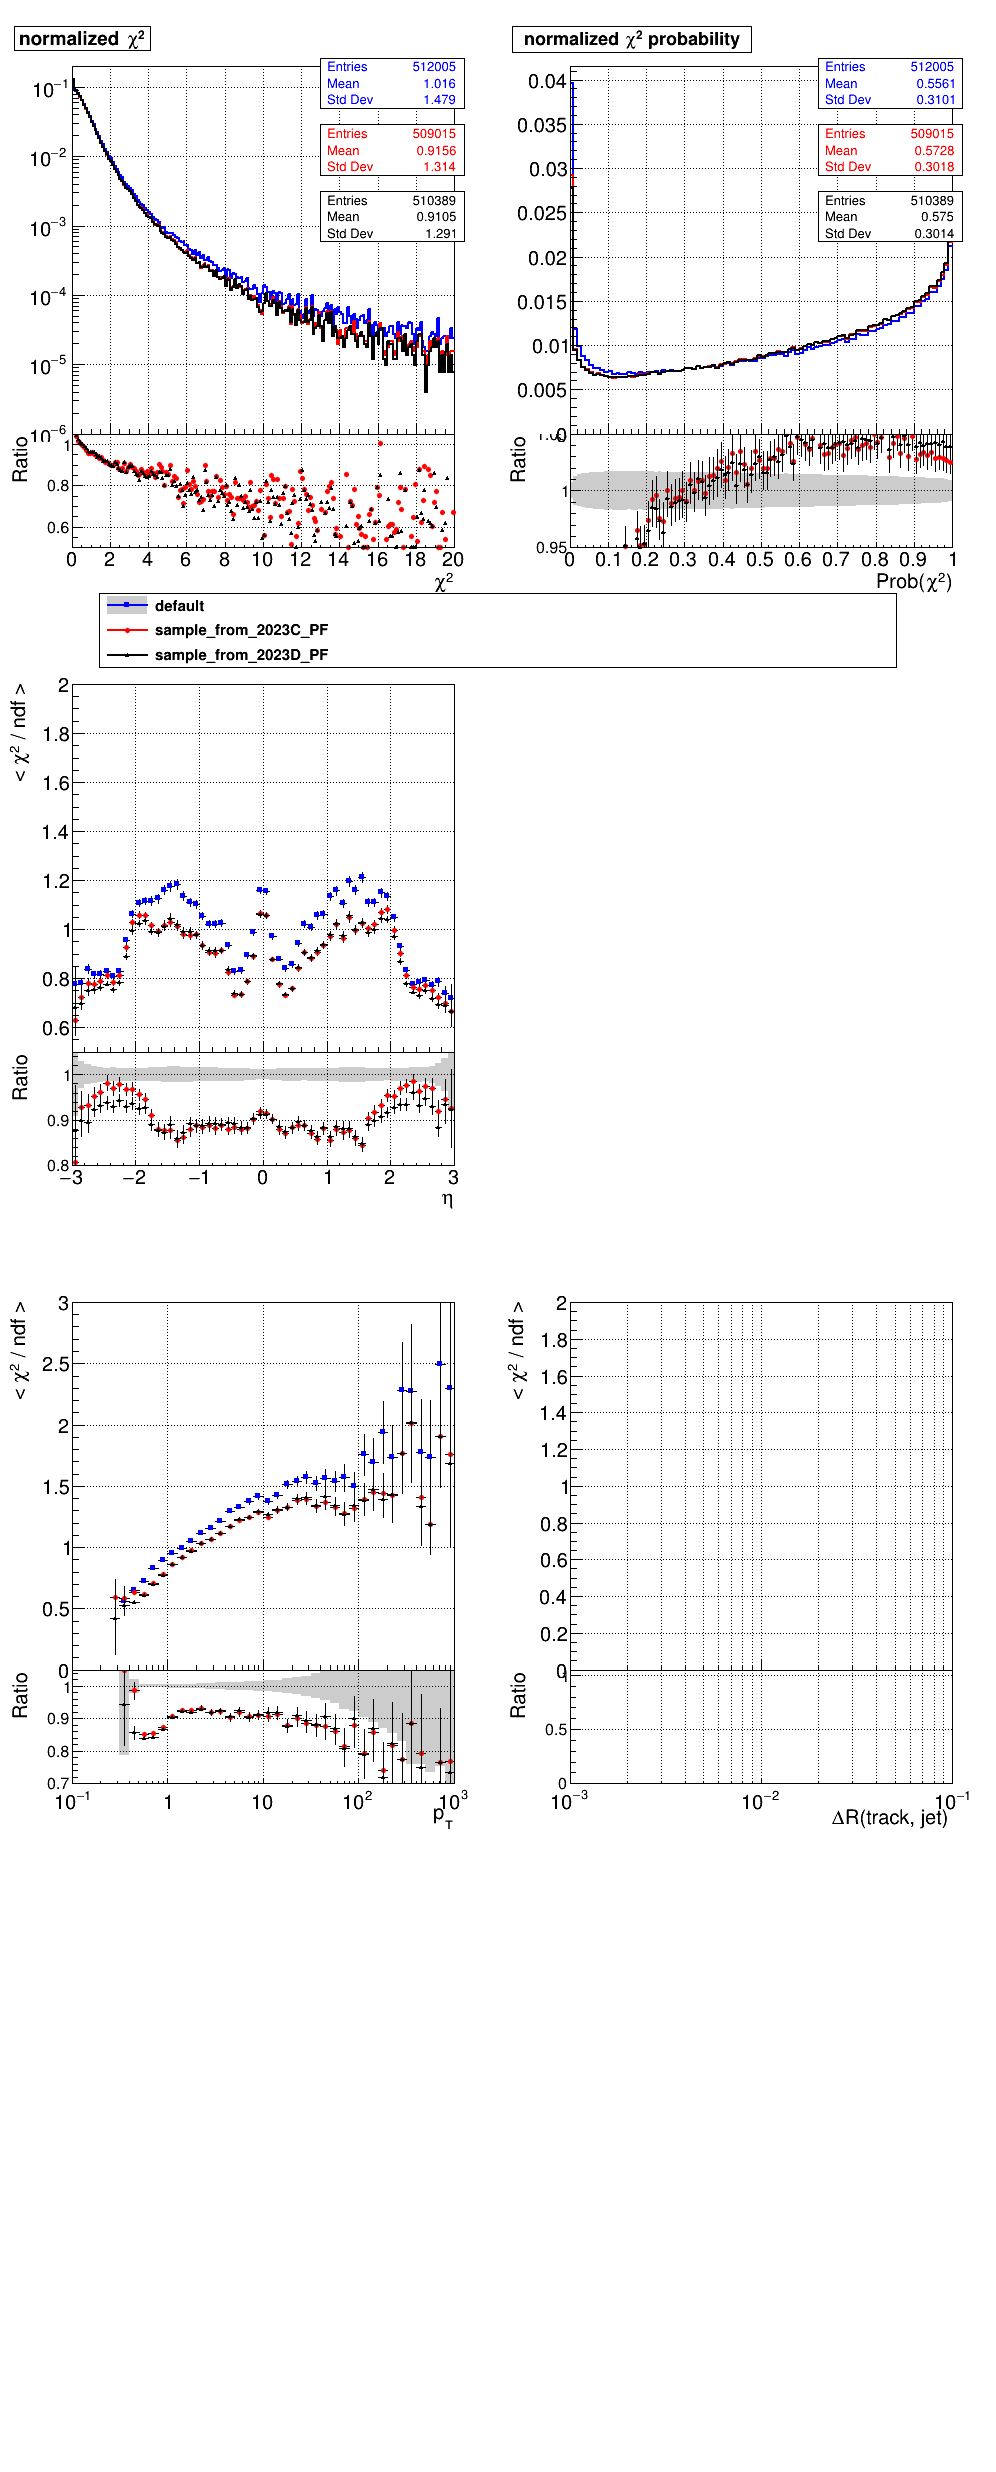 normalized χ²
Entries 512005
Mean 1.016
Std Dev 1.479
Entries 509015
Mean 0.9156
Std Dev 1.314
Entries 510389
Mean 0.9105
Std Dev 1.291
10⁻¹
10⁻²
10⁻³
10⁻⁴
10⁻⁵
10⁻⁶
Ratio
1
0.8
0.6
0 2 4 6 8 10 12 14 16 18 20
χ²
normalized χ² probability
Entries 512005
Mean 0.5561
Std Dev 0.3101
Entries 509015
Mean 0.5728
Std Dev 0.3018
Entries 510389
Mean 0.575
Std Dev 0.3014
0.04
0.035
0.03
0.025
0.02
0.015
0.01
0.005
0
Ratio
1
0.95
0 0.1 0.2 0.3 0.4 0.5 0.6 0.7 0.8 0.9 1
Prob(χ²)
default
sample_from_2023C_PF
sample_from_2023D_PF
< χ² / ndf >
2
1.8
1.6
1.4
1.2
1
0.8
0.6
Ratio
1
0.9
0.8
−3 −2 −1 0 1 2 3
η
< χ² / ndf >
3
2.5
2
1.5
1
0.5
0
Ratio
1
0.9
0.8
0.7
10⁻¹ 1 10 10² 10³
p_T
< χ² / ndf >
2
1.8
1.6
1.4
1.2
1
0.8
0.6
0.4
0.2
0
Ratio
1
0.5
0
10⁻³ 10⁻² 10⁻¹
ΔR(track, jet)